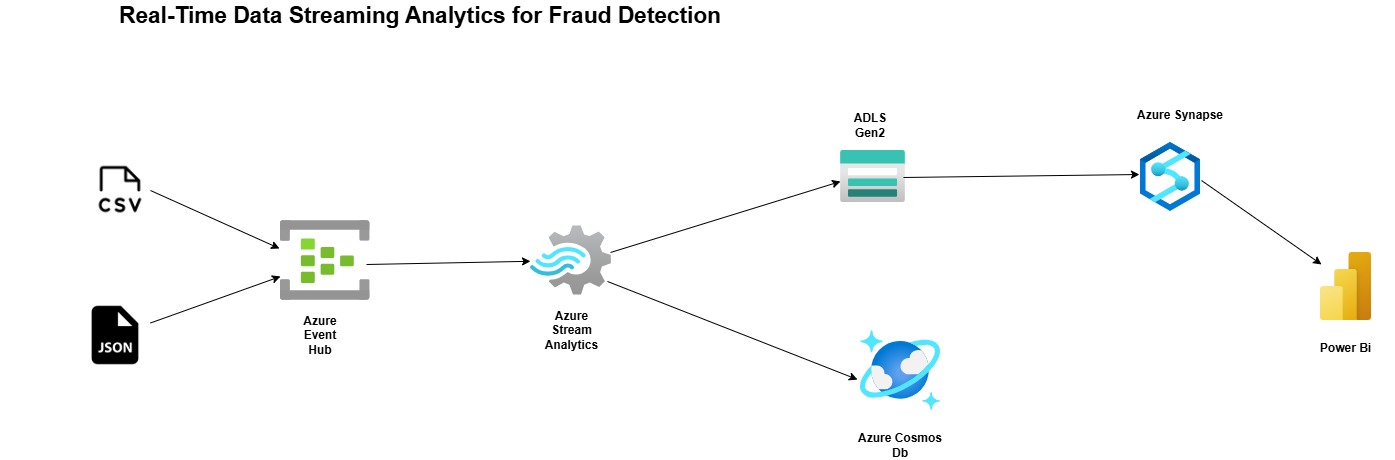 Real-Time Data Streaming Analytics for Fraud Detection
CSV
JSON
Azure
Event
Hub
Azure
Stream
Analytics
ADLS
Gen2
Azure Cosmos
Db
Azure Synapse
Power Bi